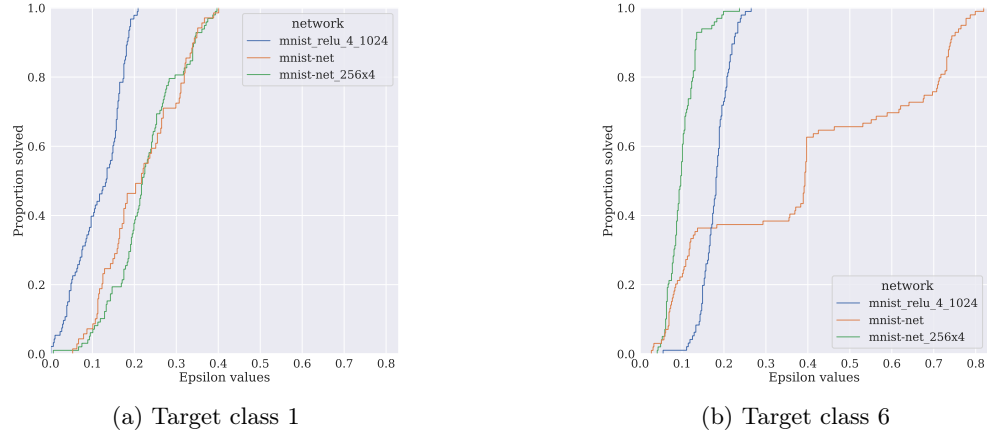 network
mnist_relu_4_1024
mnist-net
mnist-net_256x4
1.0
0.8
0.6
0.4
0.2
0.0
Proportion solved
0.0 0.1 0.2 0.3 0.4 0.5 0.6 0.7 0.8
Epsilon values
(a) Target class 1
1.0
0.8
0.6
0.4
0.2
0.0
Proportion solved
network
mnist_relu_4_1024
mnist-net
mnist-net_256x4
0.0 0.1 0.2 0.3 0.4 0.5 0.6 0.7 0.8
Epsilon values
(b) Target class 6